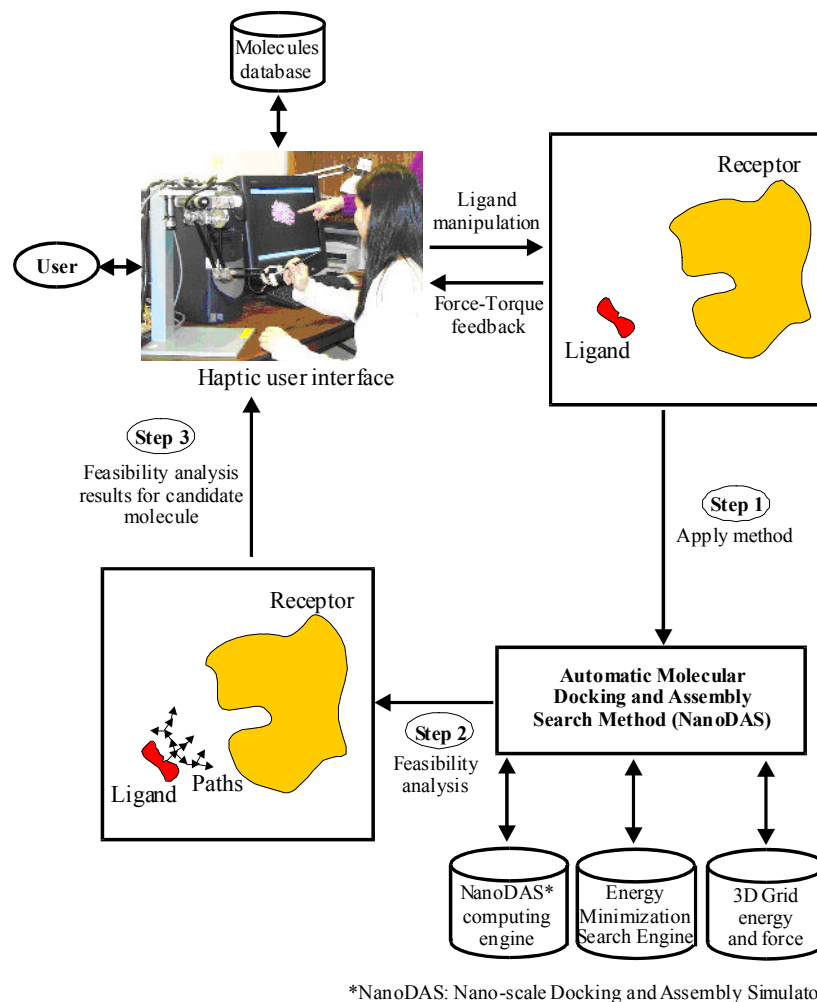 Molecules
database
Receptor
Ligand
manipulation
User
Force-Torque
feedback
Ligand
Haptic user interface
Step 3
Feasibility analysis
results for candidate
molecule
Step 1
Apply method
Receptor
Automatic Molecular
Docking and Assembly
Search Method (NanoDAS)
Step 2
Feasibility
analysis
Ligand
Paths
NanoDAS*
computing
engine
Energy
Minimization
Search Engine
3D Grid
energy
and force
*NanoDAS: Nano-scale Docking and Assembly Simulato